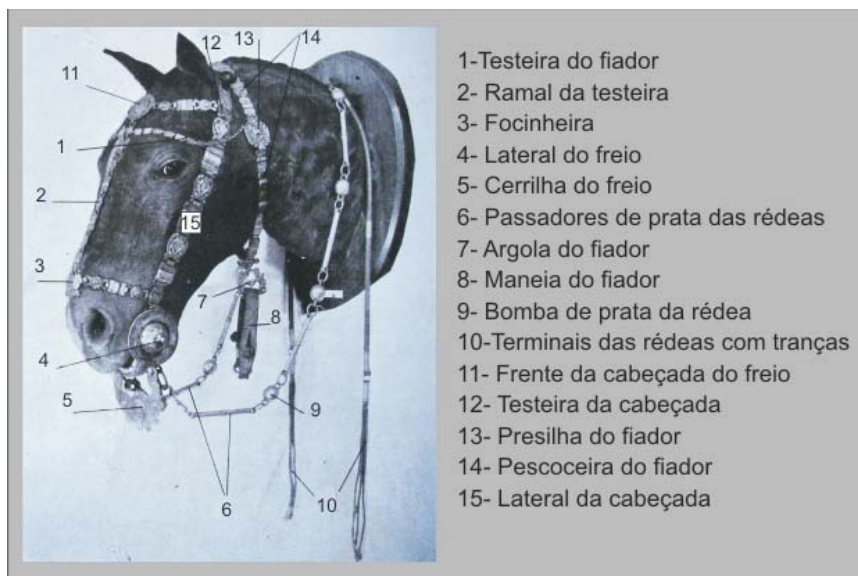 12
13
14
11
1
2
15
3
7
8
4
5
9
6
10
1-Testeira do fiador
2- Ramal da testeira
3- Focinheira
4- Lateral do freio
5- Cerrilha do freio
6- Passadores de prata das rédeas
7- Argola do fiador
8- Maneia do fiador
9- Bomba de prata da rédea
10-Terminais das rédeas com tranças
11- Frente da cabeçada do freio
12- Testeira da cabeçada
13- Presilha do fiador
14- Pescoceira do fiador
15- Lateral da cabeçada